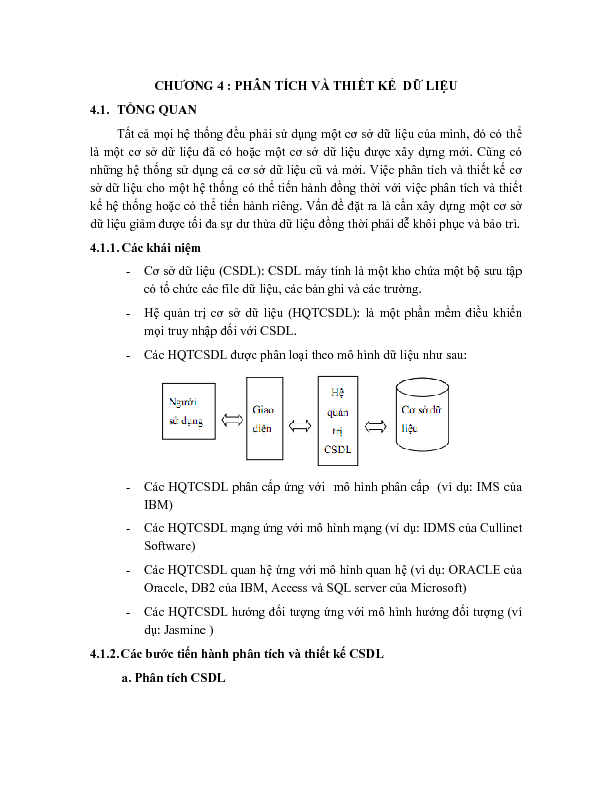 CHƯƠNG 4 : PHÂN TÍCH VÀ THIẾT KẾ DỮ LIỆU
4.1. TỔNG QUAN
Tất cả mọi hệ thống đều phải sử dụng một cơ sở dữ liệu của mình, đó có thể
là một cơ sở dữ liệu đã có hoặc một cơ sở dữ liệu được xây dựng mới. Cũng có
những hệ thống sử dụng cả cơ sở dữ liệu cũ và mới. Việc phân tích và thiết kế cơ
sở dữ liệu cho một hệ thống có thể tiến hành đồng thời với việc phân tích và thiết
kế hệ thống hoặc có thể tiến hành riêng. Vấn đề đặt ra là cần xây dựng một cơ sở
dữ liệu giảm được tối đa sự dư thừa dữ liệu đồng thời phải dễ khôi phục và bảo trì.
4.1.1. Các khái niệm
- Cơ sở dữ liệu (CSDL): CSDL máy tính là một kho chứa một bộ sưu tập
có tổ chức các file dữ liệu, các bản ghi và các trường.
- Hệ quản trị cơ sở dữ liệu (HQTCSDL): là một phần mềm điều khiển
mọi truy nhập đối với CSDL.
- Các HQTCSDL được phân loại theo mô hình dữ liệu như sau:
Người
sử dụng
Giao
diện
Hệ
quản
trị
CSDL
Cơ sở dữ
liệu
- Các HQTCSDL phân cấp ứng với mô hình phân cấp (ví dụ: IMS của
IBM)
- Các HQTCSDL mạng ứng với mô hình mạng (ví dụ: IDMS của Cullinet
Software)
- Các HQTCSDL quan hệ ứng với mô hình quan hệ (ví dụ: ORACLE của
Oraccle, DB2 của IBM, Access và SQL server của Microsoft)
- Các HQTCSDL hướng đối tượng ứng với mô hình hướng đối tượng (ví
dụ: Jasmine )
4.1.2. Các bước tiến hành phân tích và thiết kế CSDL
a. Phân tích CSDL